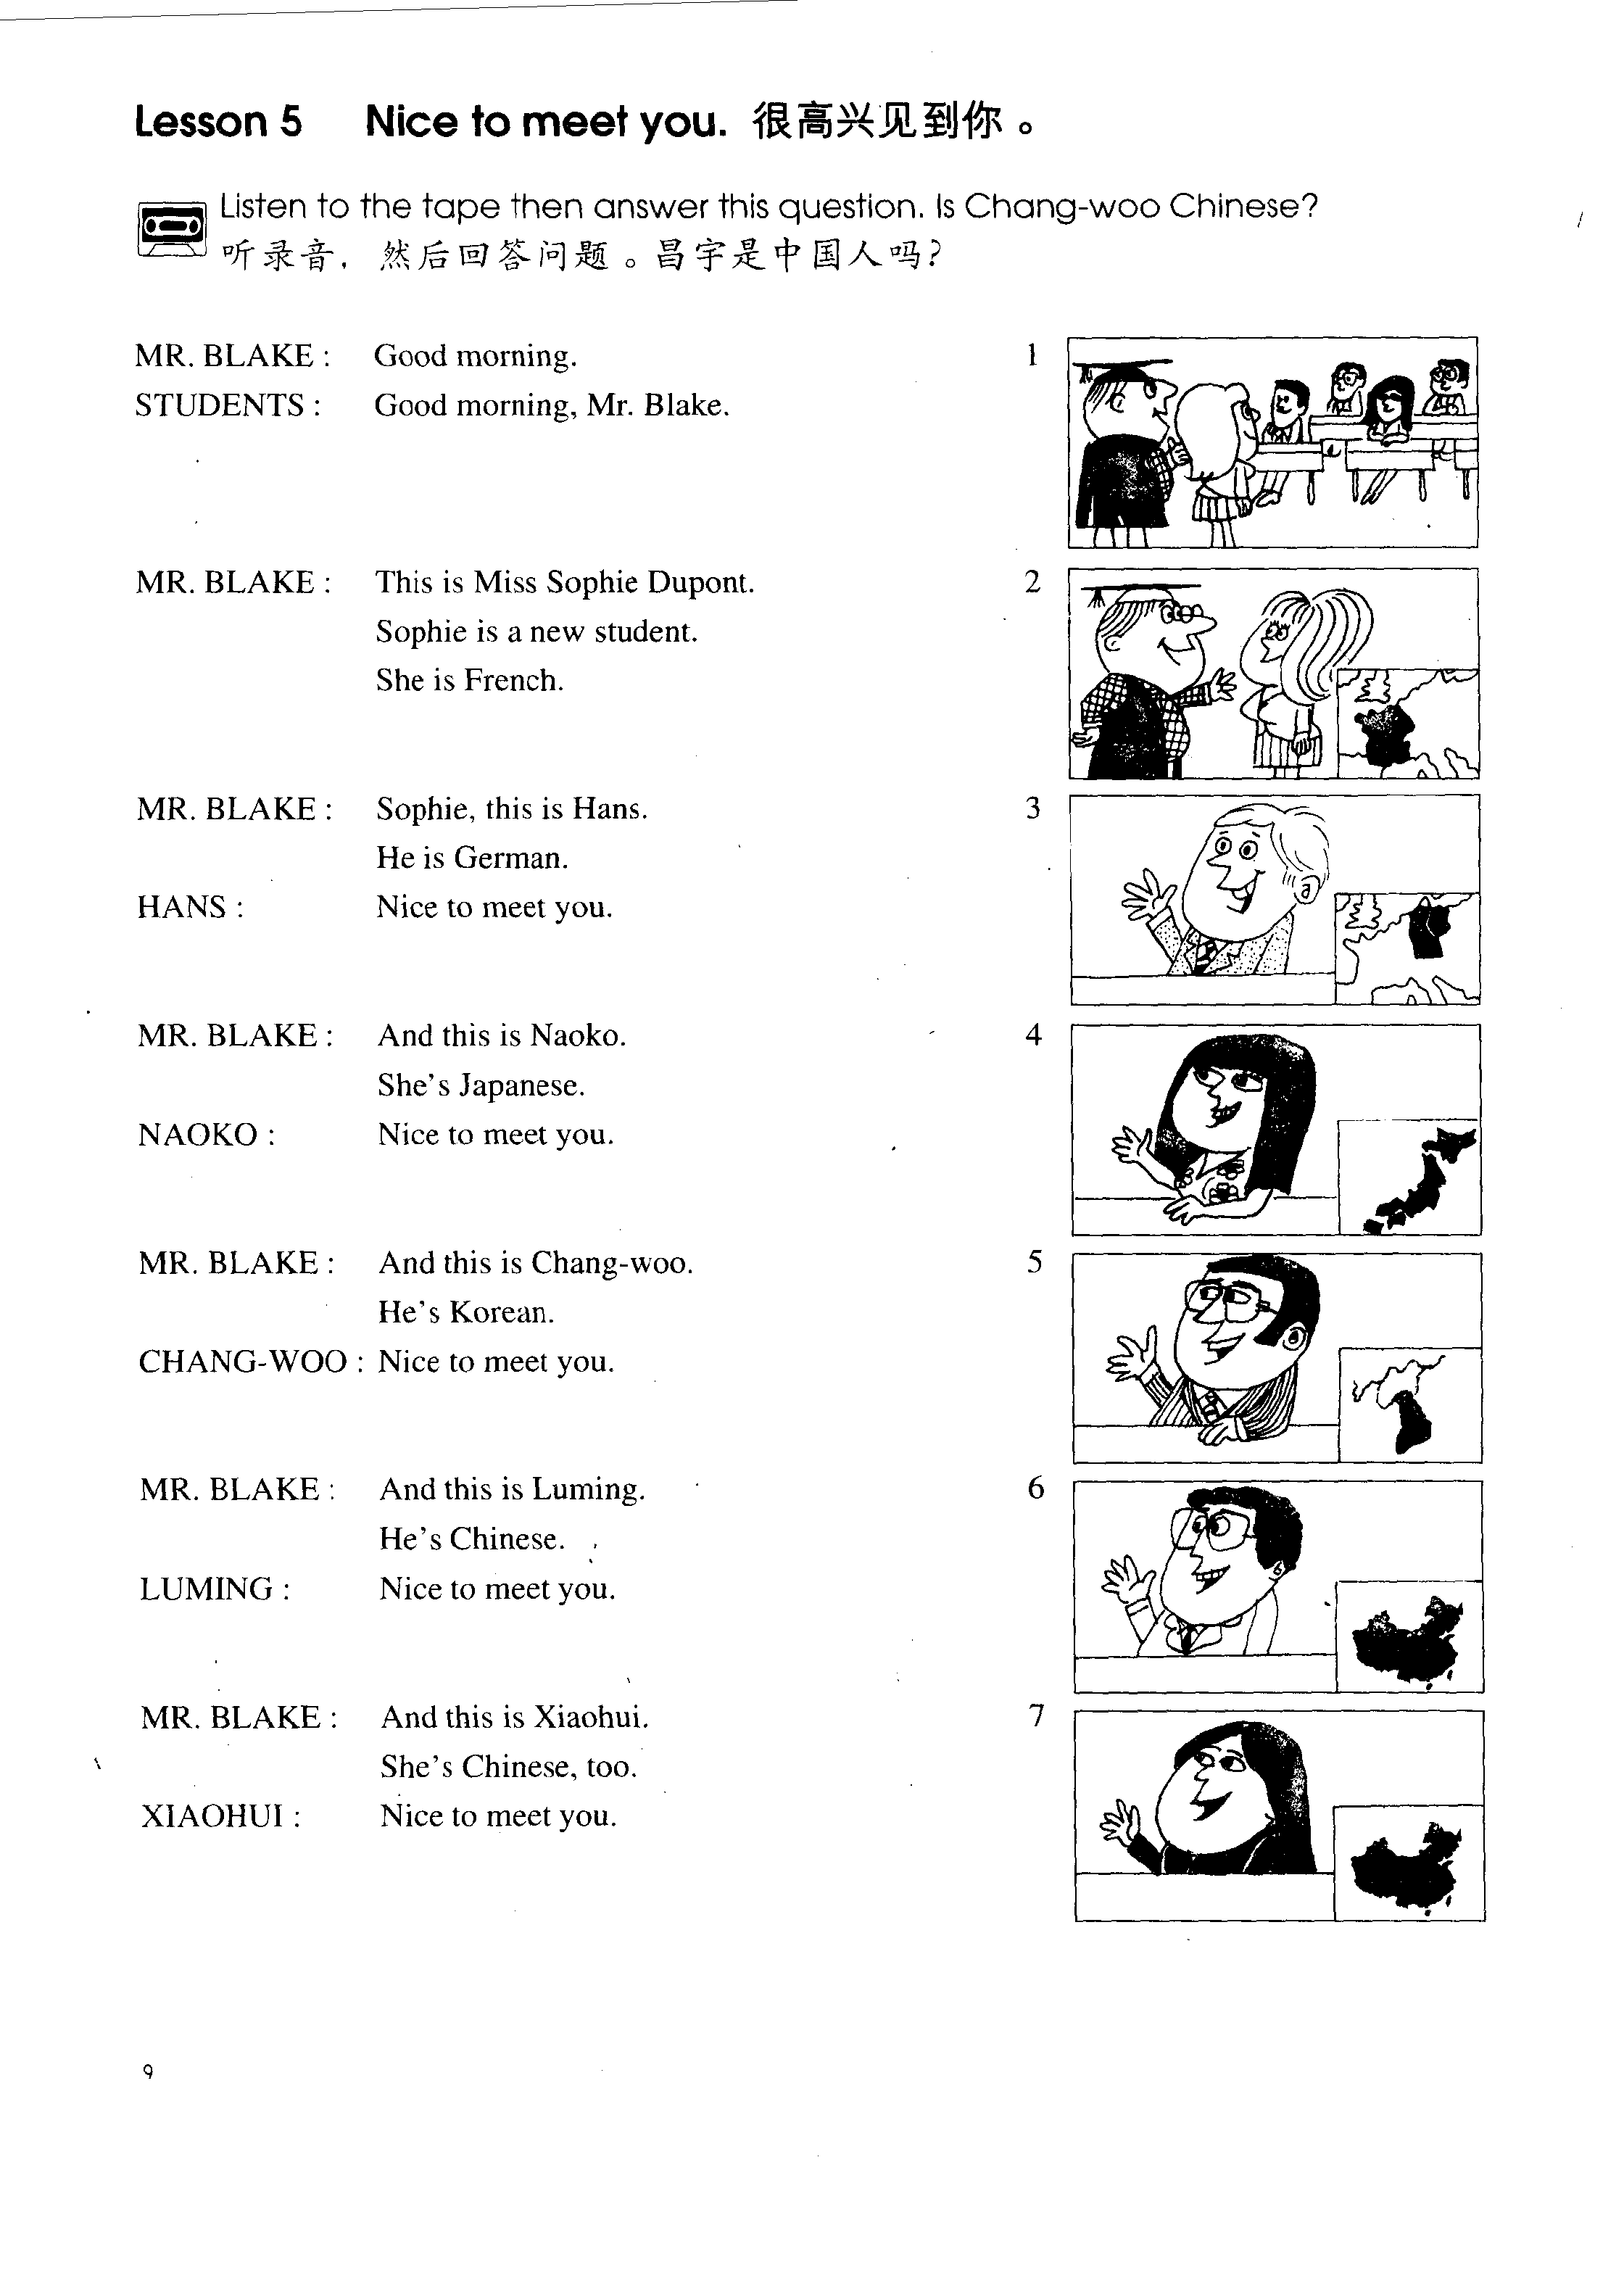 Lesson 5 Nice to meet you. 很高兴见到你。
Listen to the tape then answer this question. Is Chang-woo Chinese?
听录音，然后回答问题。昌宇是中国人吗？
MR. BLAKE : Good morning.
1
STUDENTS : Good morning, Mr. Blake.
MR. BLAKE : This is Miss Sophie Dupont.
2
Sophie is a new student.
She is French.
MR. BLAKE : Sophie, this is Hans.
3
He is German.
HANS : Nice to meet you.
MR. BLAKE : And this is Naoko.
4
She's Japanese.
NAOKO : Nice to meet you.
MR. BLAKE : And this is Chang-woo.
5
He's Korean.
CHANG-WOO : Nice to meet you.
MR. BLAKE : And this is Luming.
6
He's Chinese.
LUMING : Nice to meet you.
MR. BLAKE : And this is Xiaohui.
7
She's Chinese, too.
XIAOHUI : Nice to meet you.
9